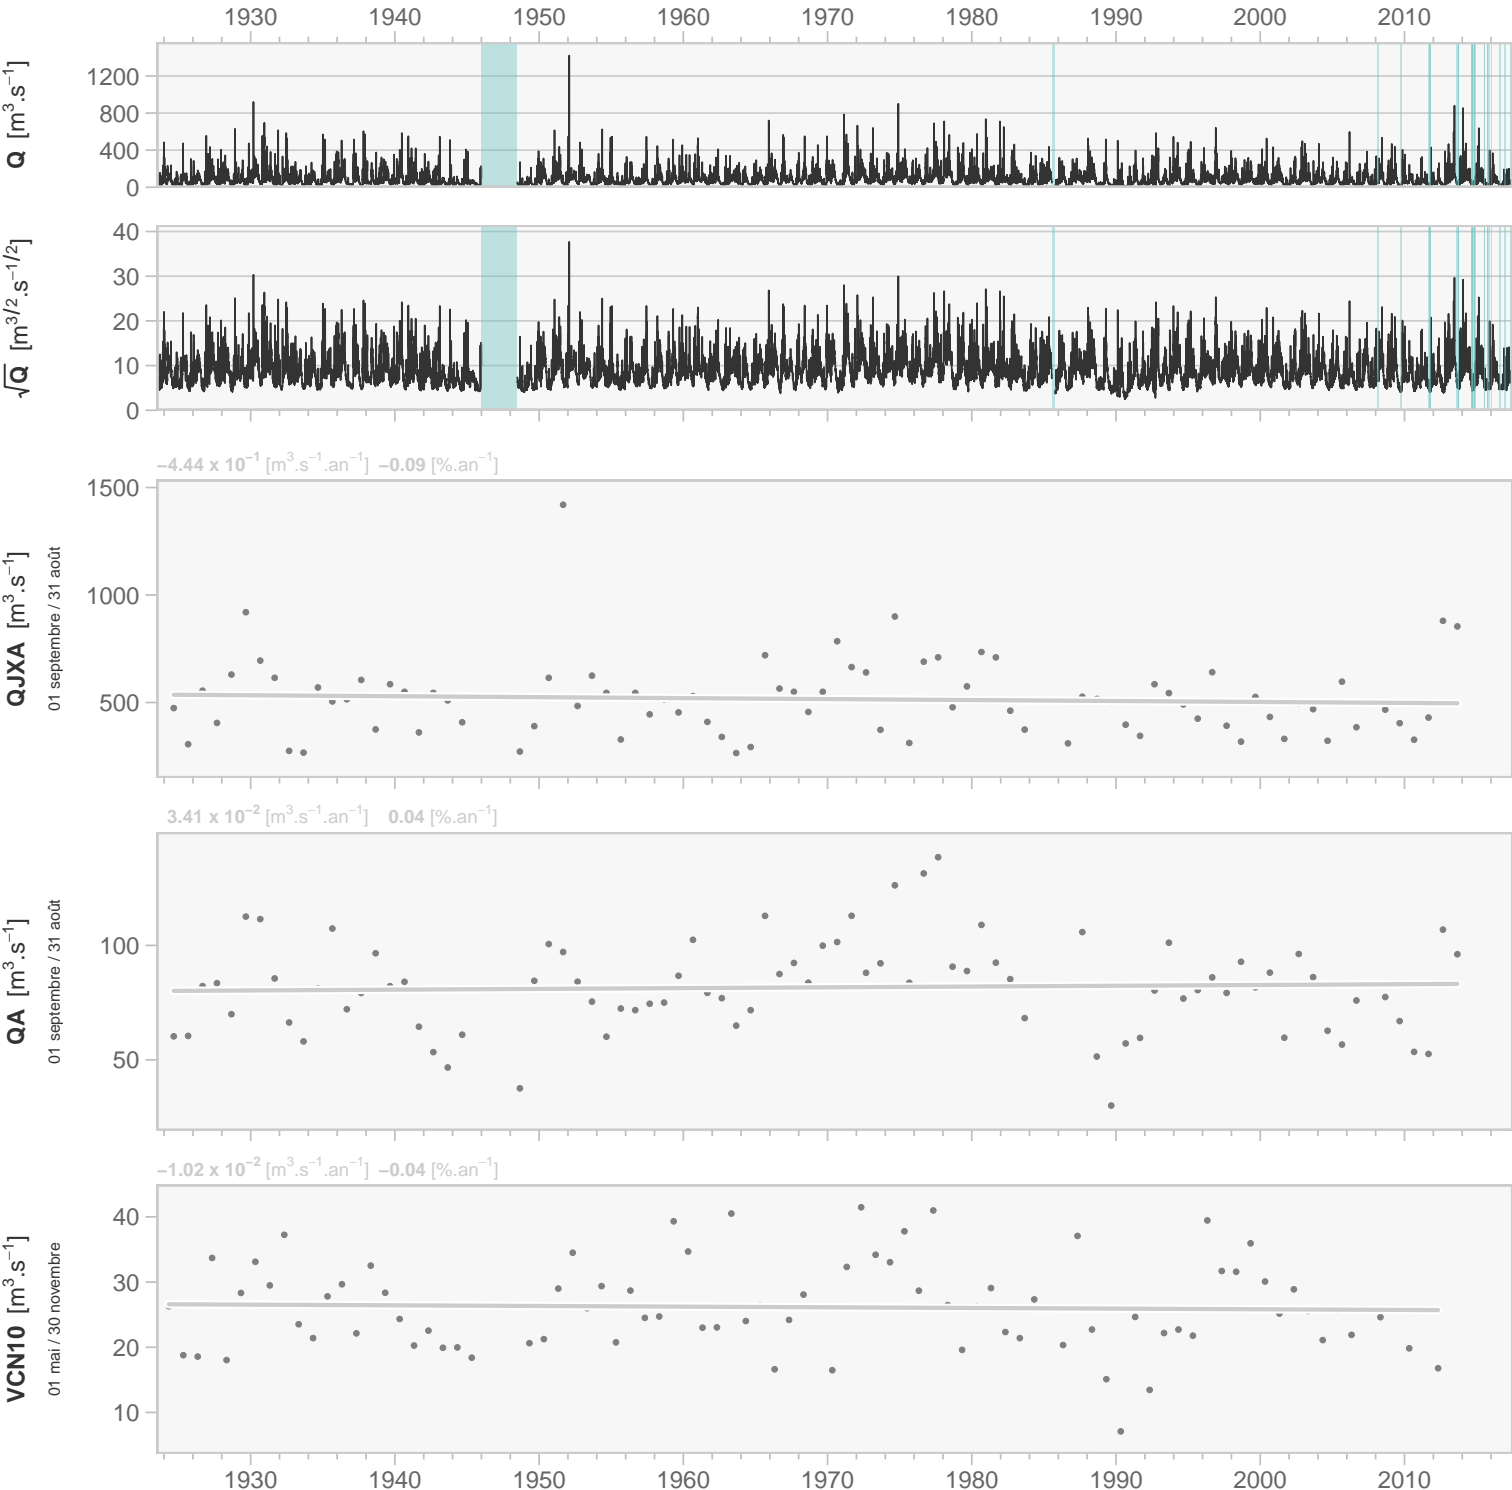 1930 1940 1950 1960 1970 1980 1990 2000 2010
Q [m³.s⁻¹]
1200
800
400
0
√Q [m^{3/2}.s^{−1/2}]
40
30
20
10
0
−4.44 x 10⁻¹ [m³.s⁻¹.an⁻¹] −0.09 [%.an⁻¹]
QJXA [m³.s⁻¹]
01 septembre / 31 août
1500
1000
500
3.41 x 10⁻² [m³.s⁻¹.an⁻¹] 0.04 [%.an⁻¹]
QA [m³.s⁻¹]
01 septembre / 31 août
100
50
−1.02 x 10⁻² [m³.s⁻¹.an⁻¹] −0.04 [%.an⁻¹]
VCN10 [m³.s⁻¹]
01 mai / 30 novembre
40
30
20
10
1930 1940 1950 1960 1970 1980 1990 2000 2010